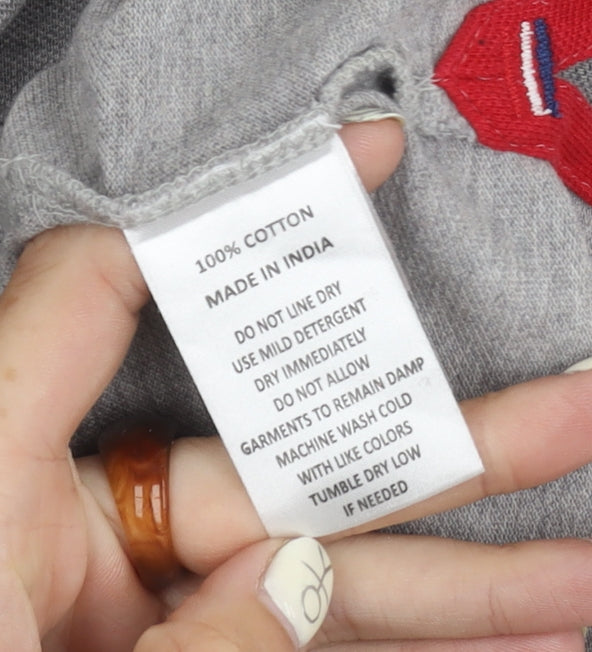 100% COTTON
MADE IN INDIA
DO NOT LINE DRY
USE MILD DETERGENT
DRY IMMEDIATELY
DO NOT ALLOW
GARMENTS TO REMAIN DAMP
MACHINE WASH COLD
WITH LIKE COLORS
TUMBLE DRY LOW
IF NEEDED